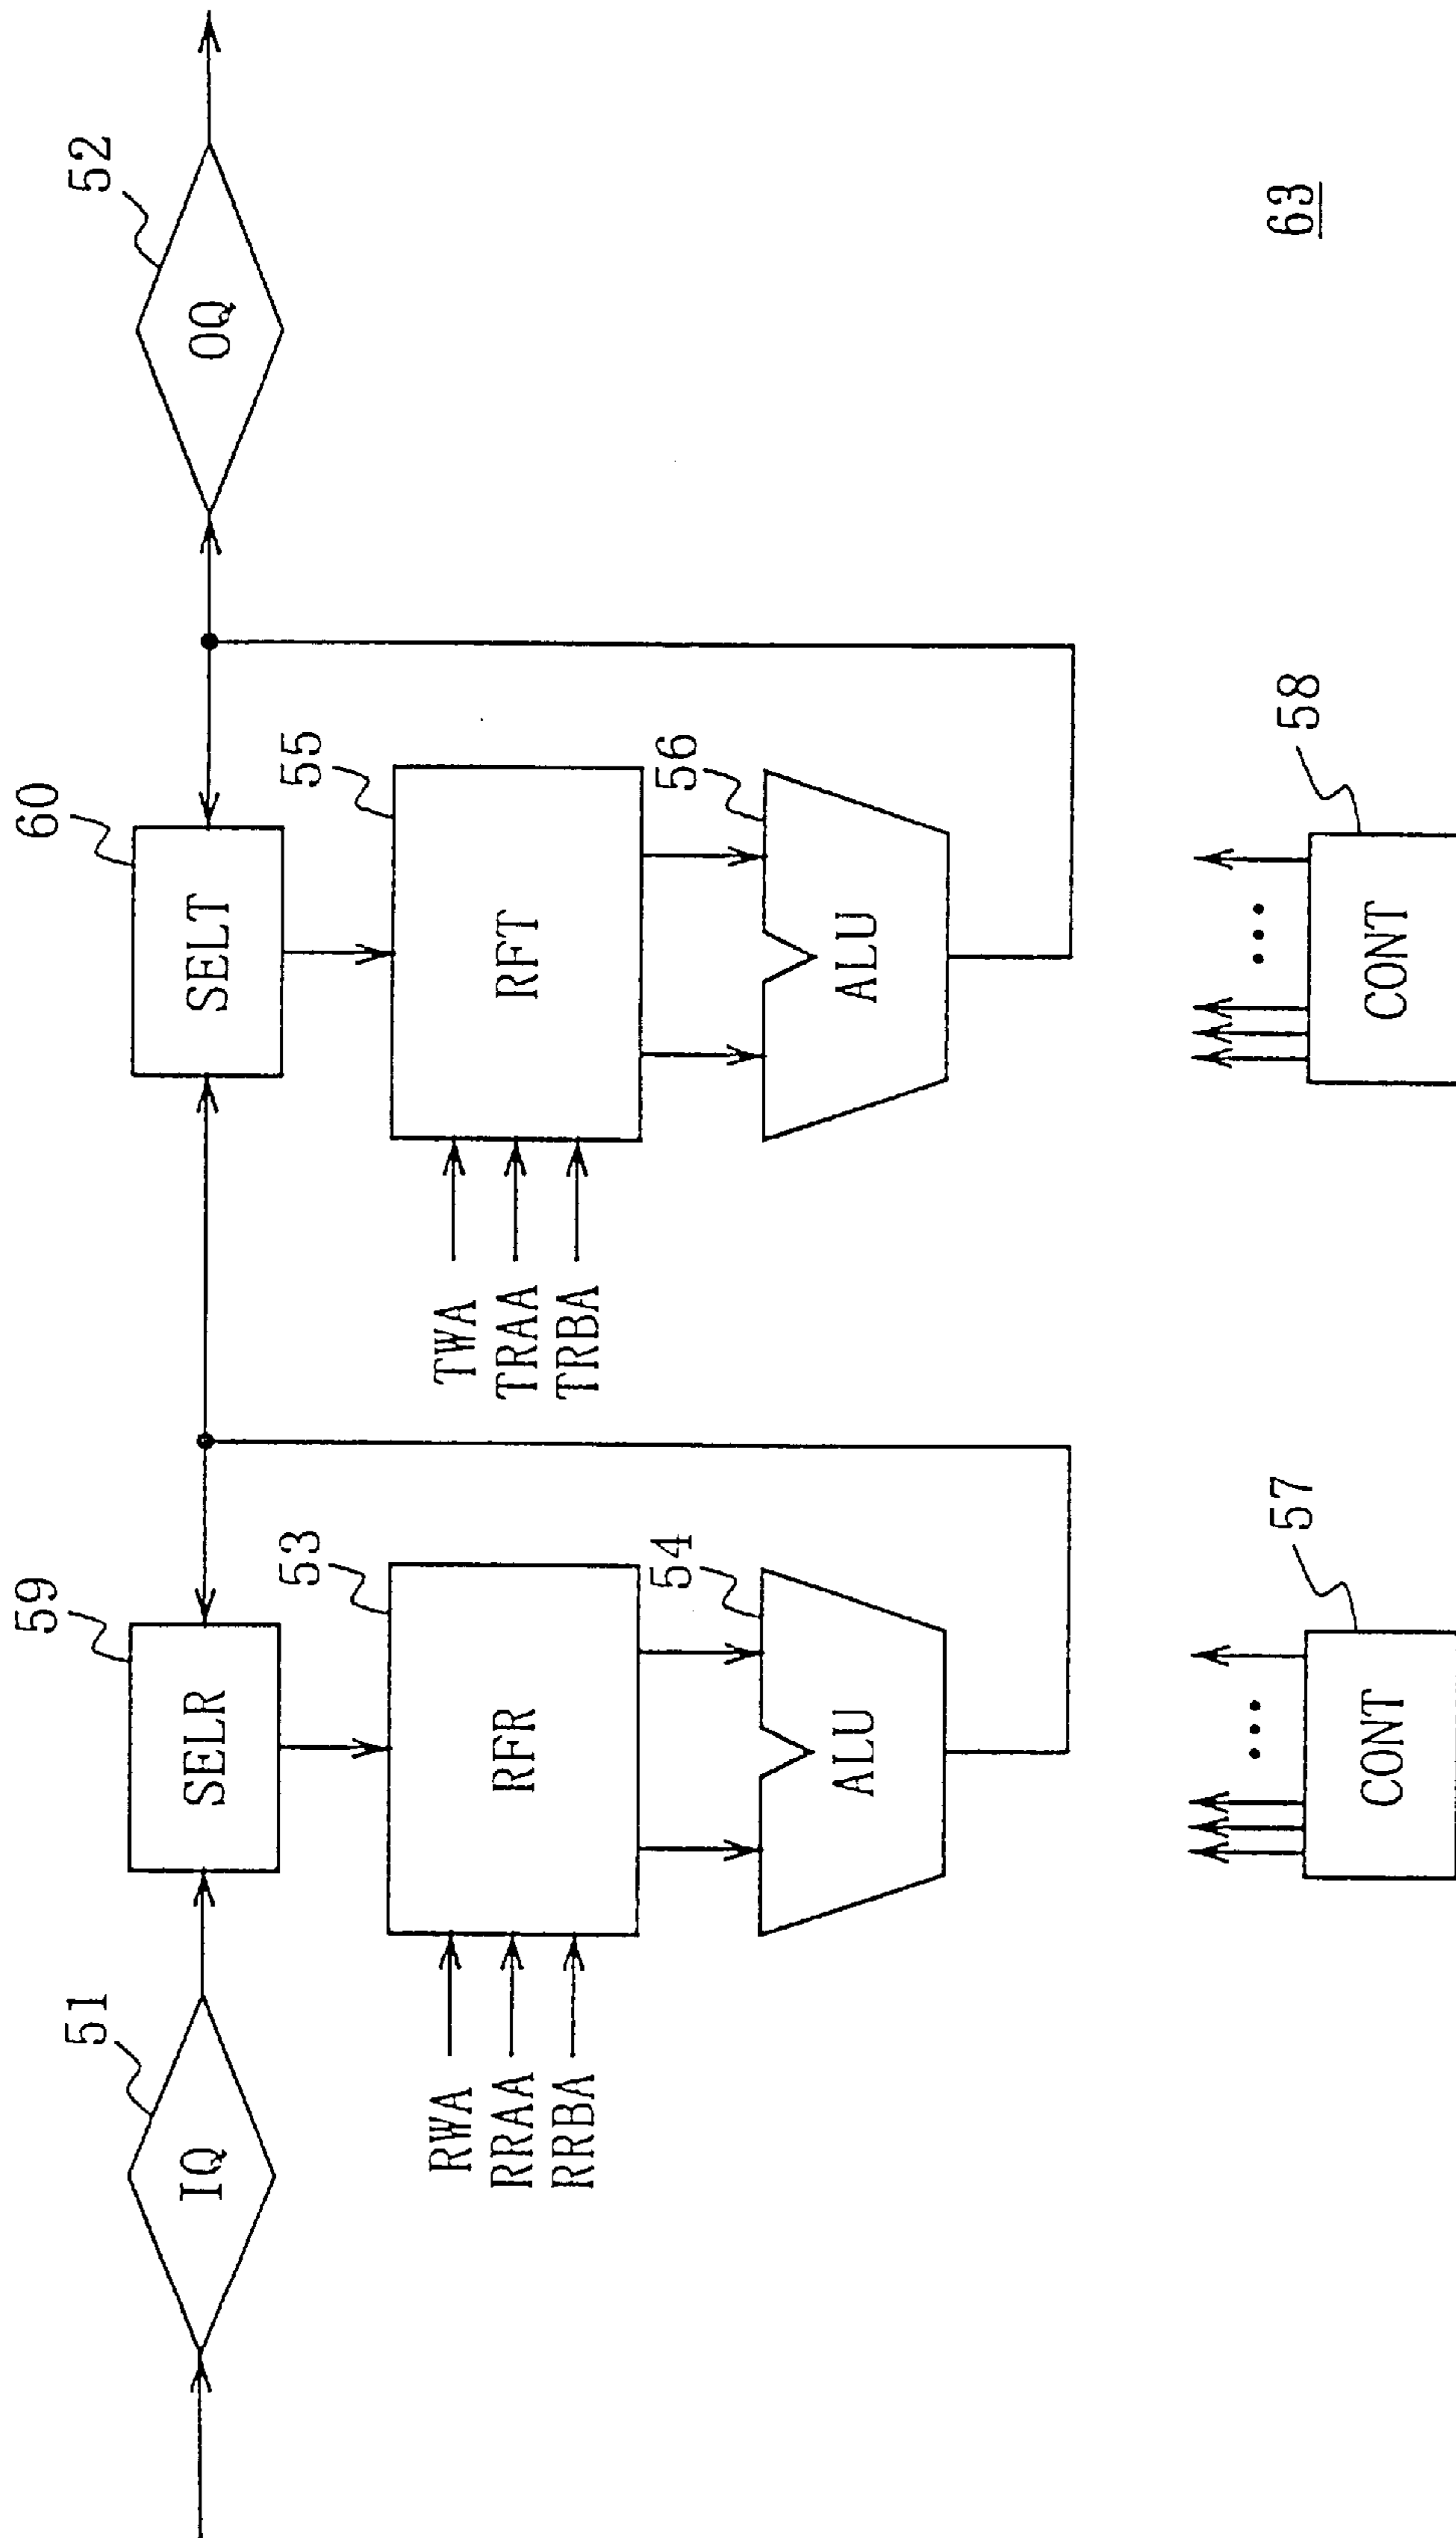 51
IQ
59
SELR
60
SELT
52
OQ
53
RFR
RWA
RRAA
RRBA
55
RFT
TWA
TRAA
TRBA
54
ALU
56
ALU
57
CONT
58
CONT
63